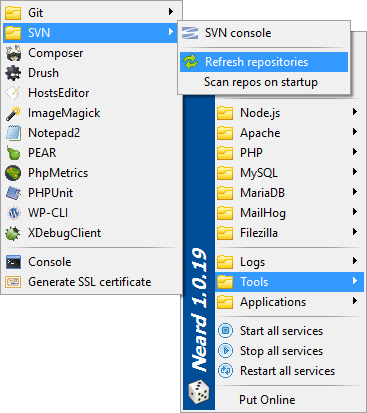 Git
SVN
Composer
Drush
HostsEditor
ImageMagick
Notepad2
PEAR
PhpMetrics
PHPUnit
WP-CLI
XDebugClient
Console
Generate SSL certificate
SVN console
Refresh repositories
Scan repos on startup
Node.js
Apache
PHP
MySQL
MariaDB
MailHog
Filezilla
Logs
Tools
Applications
Start all services
Stop all services
Restart all services
Put Online
Neard 1.0.19